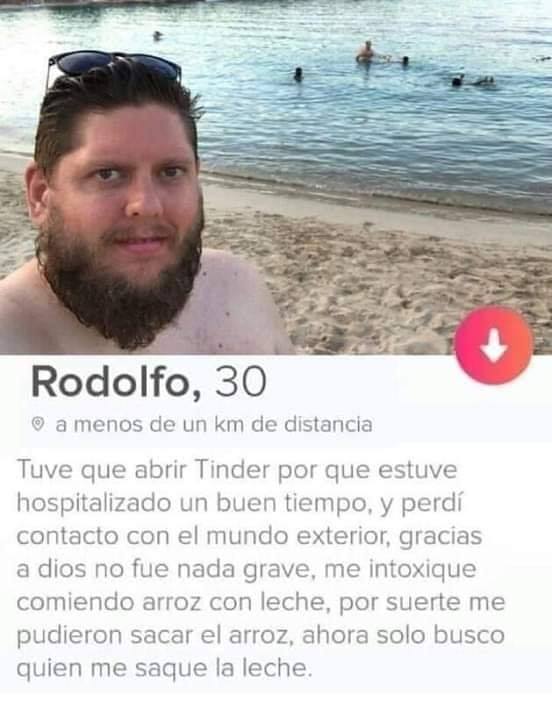 Rodolfo, 30
a menos de un km de distancia
Tuve que abrir Tinder por que estuve
hospitalizado un buen tiempo, y perdí
contacto con el mundo exterior, gracias
a dios no fue nada grave, me intoxique
comiendo arroz con leche, por suerte me
pudieron sacar el arroz, ahora solo busco
quien me saque la leche.